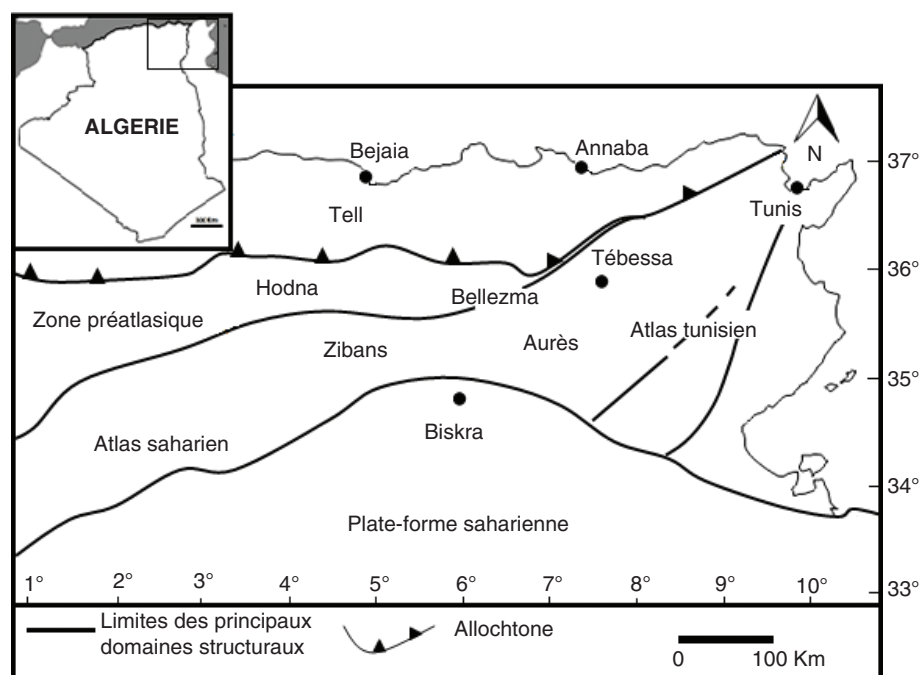 ALGERIE
Bejaia
Annaba
N
37°
Tell
Tunis
Tébessa
36°
Hodna
Bellezma
Zone préatlasique
Atlas tunisien
Zibans
Aurès
35°
Biskra
Atlas saharien
34°
Plate-forme saharienne
1° 2° 3° 4° 5° 6° 7° 8° 9° 10° 33°
Limites des principaux
domaines structuraux
Allochtone
0 100 Km